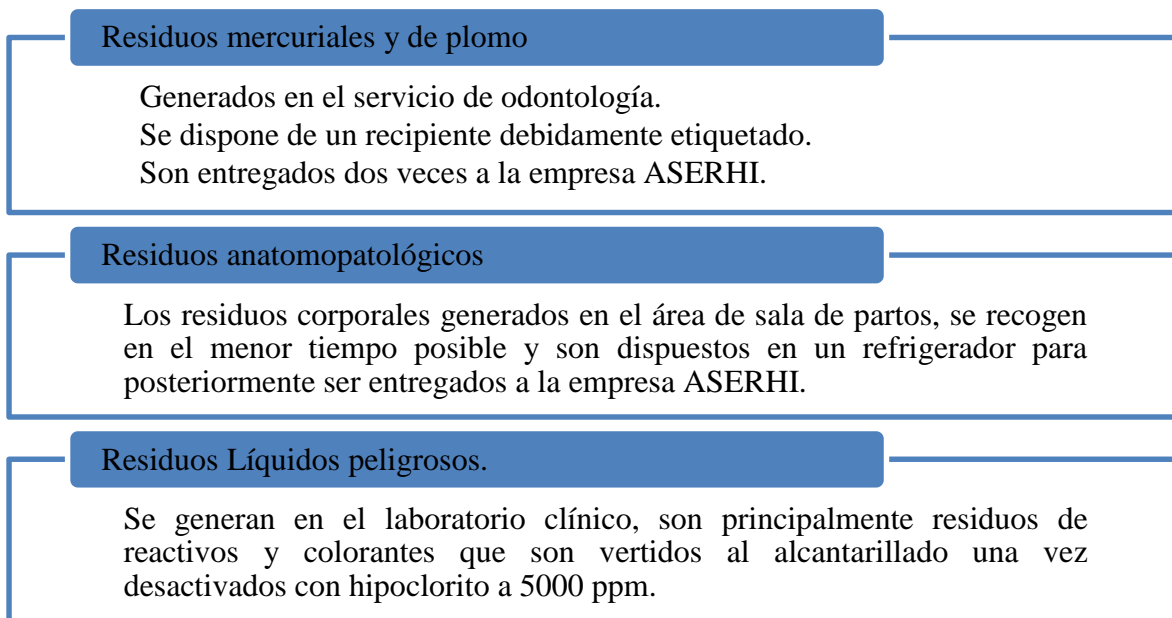 Residuos mercuriales y de plomo
Generados en el servicio de odontología.
Se dispone de un recipiente debidamente etiquetado.
Son entregados dos veces a la empresa ASERHI.
Residuos anatomopatológicos
Los residuos corporales generados en el área de sala de partos, se recogen
en el menor tiempo posible y son dispuestos en un refrigerador para
posteriormente ser entregados a la empresa ASERHI.
Residuos Líquidos peligrosos.
Se generan en el laboratorio clínico, son principalmente residuos de
reactivos y colorantes que son vertidos al alcantarillado una vez
desactivados con hipoclorito a 5000 ppm.